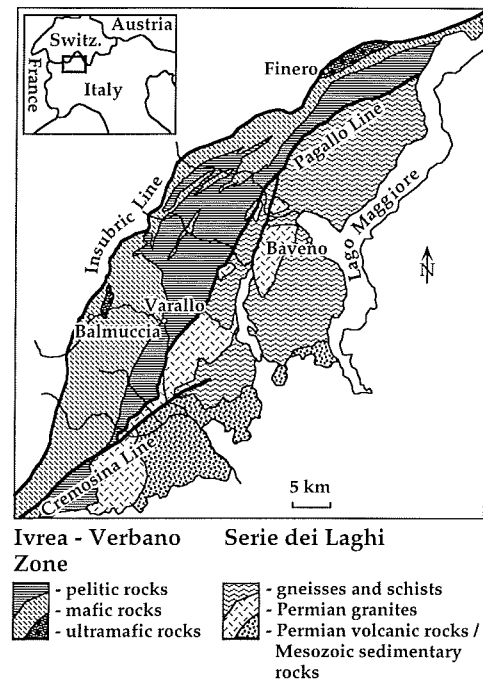 Austria
Switz.
France
Italy
Finero
Pagallo Line
Insubric Line
Lago Maggiore
Baveno
N
Varallo
Balmuccia
Cremosina Line
5 km
Ivrea - Verbano
Zone
- pelitic rocks
- mafic rocks
- ultramafic rocks
Serie dei Laghi
- gneisses and schists
- Permian granites
- Permian volcanic rocks /
Mesozoic sedimentary
rocks